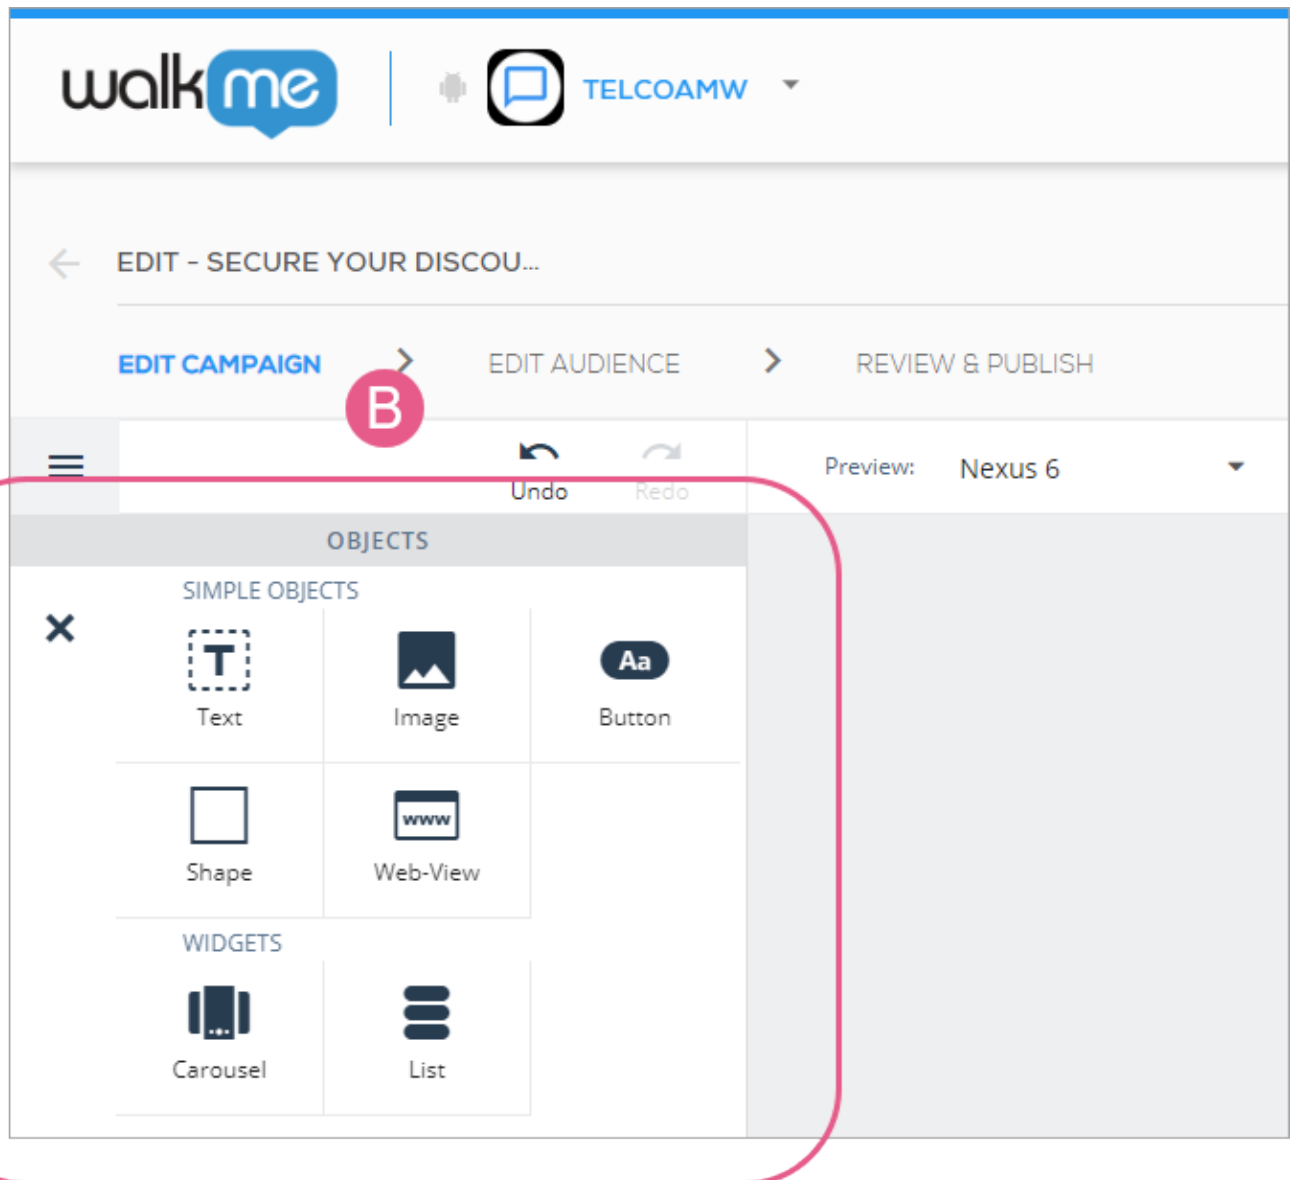 walkme
TELCOAMW
EDIT - SECURE YOUR DISCOU...
EDIT CAMPAIGN > EDIT AUDIENCE > REVIEW & PUBLISH
B
Undo Redo Preview: Nexus 6
OBJECTS
SIMPLE OBJECTS
T Aa
Text Image Button
www
Shape Web-View
WIDGETS
Carousel List